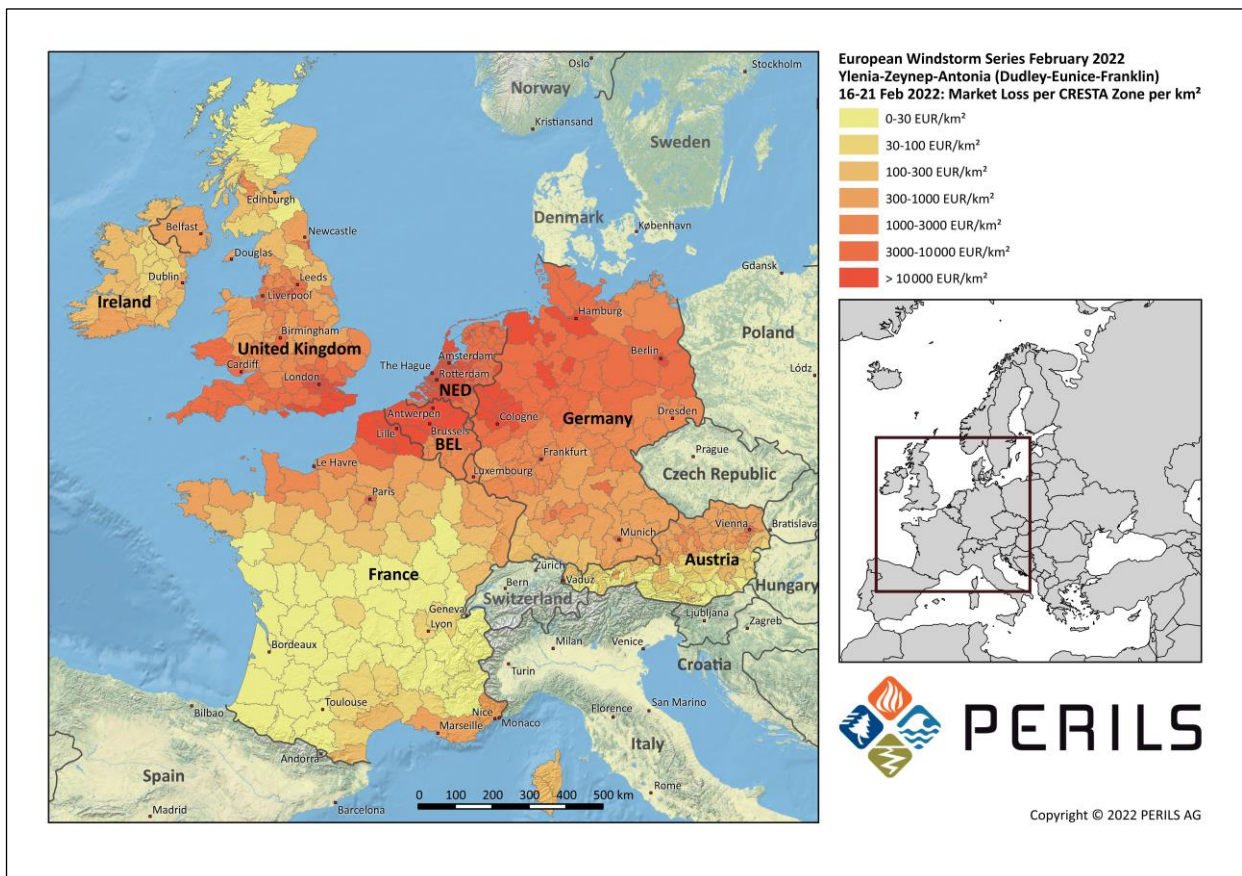 European Windstorm Series February 2022
Ylenia-Zeynep-Antonia (Dudley-Eunice-Franklin)
16-21 Feb 2022: Market Loss per CRESTA Zone per km²
0-30 EUR/km²
30-100 EUR/km²
100-300 EUR/km²
300-1000 EUR/km²
1000-3000 EUR/km²
3000-10000 EUR/km²
> 10000 EUR/km²
Oslo
Stockholm
Norway
Kristiansand
Sweden
Edinburgh
Denmark
Belfast
Newcastle
København
Douglas
Gdansk
Dublin
Leeds
Ireland
Liverpool
Hamburg
Poland
Birmingham
United Kingdom
Amsterdam
Berlin
Cardiff
The Hague
Rotterdam
Lódz
London
NED
Antwerpen
Cologne
Germany
Dresden
Lille
Brussels
BEL
Le Havre
Luxembourg
Frankfurt
Prague
Czech Republic
Paris
Munich
Vienna
Bratislava
Austria
France
Zürich
Bern
Vaduz
Switzerland
Hungary
Geneva
Lyon
Ljubljana
Zagreb
Bordeaux
Milan
Venice
Turin
Croatia
Toulouse
Nice
Monaco
Marseille
Florence
San Marino
Bilbao
Andorra
Italy
Spain
Rome
Madrid
Barcelona
0 100 200 300 400 500 km
PERILS
Copyright © 2022 PERILS AG